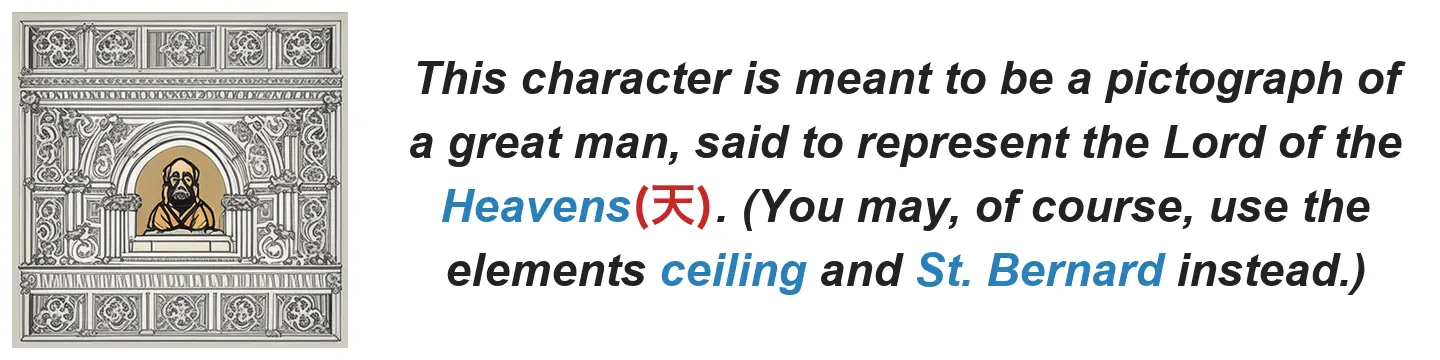 This character is meant to be a pictograph of
a great man, said to represent the Lord of the
Heavens(天). (You may, of course, use the
elements ceiling and St. Bernard instead.)